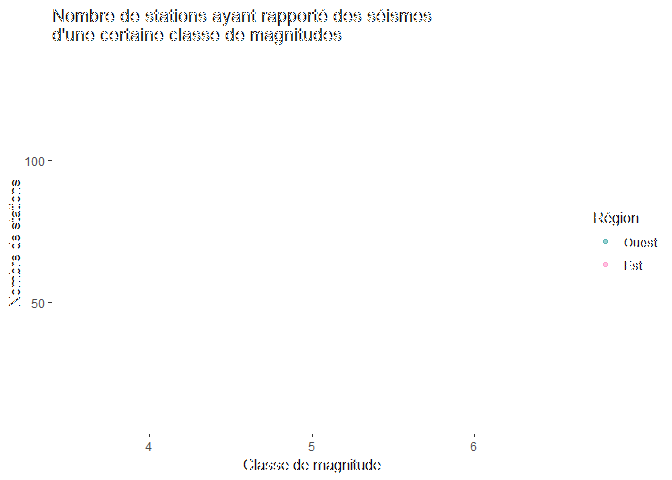 Nombre de stations ayant rapporté des séismes
d'une certaine classe de magnitudes
100
50
Nombre de stations
4
5
6
Classe de magnitude
Région
Ouest
Est